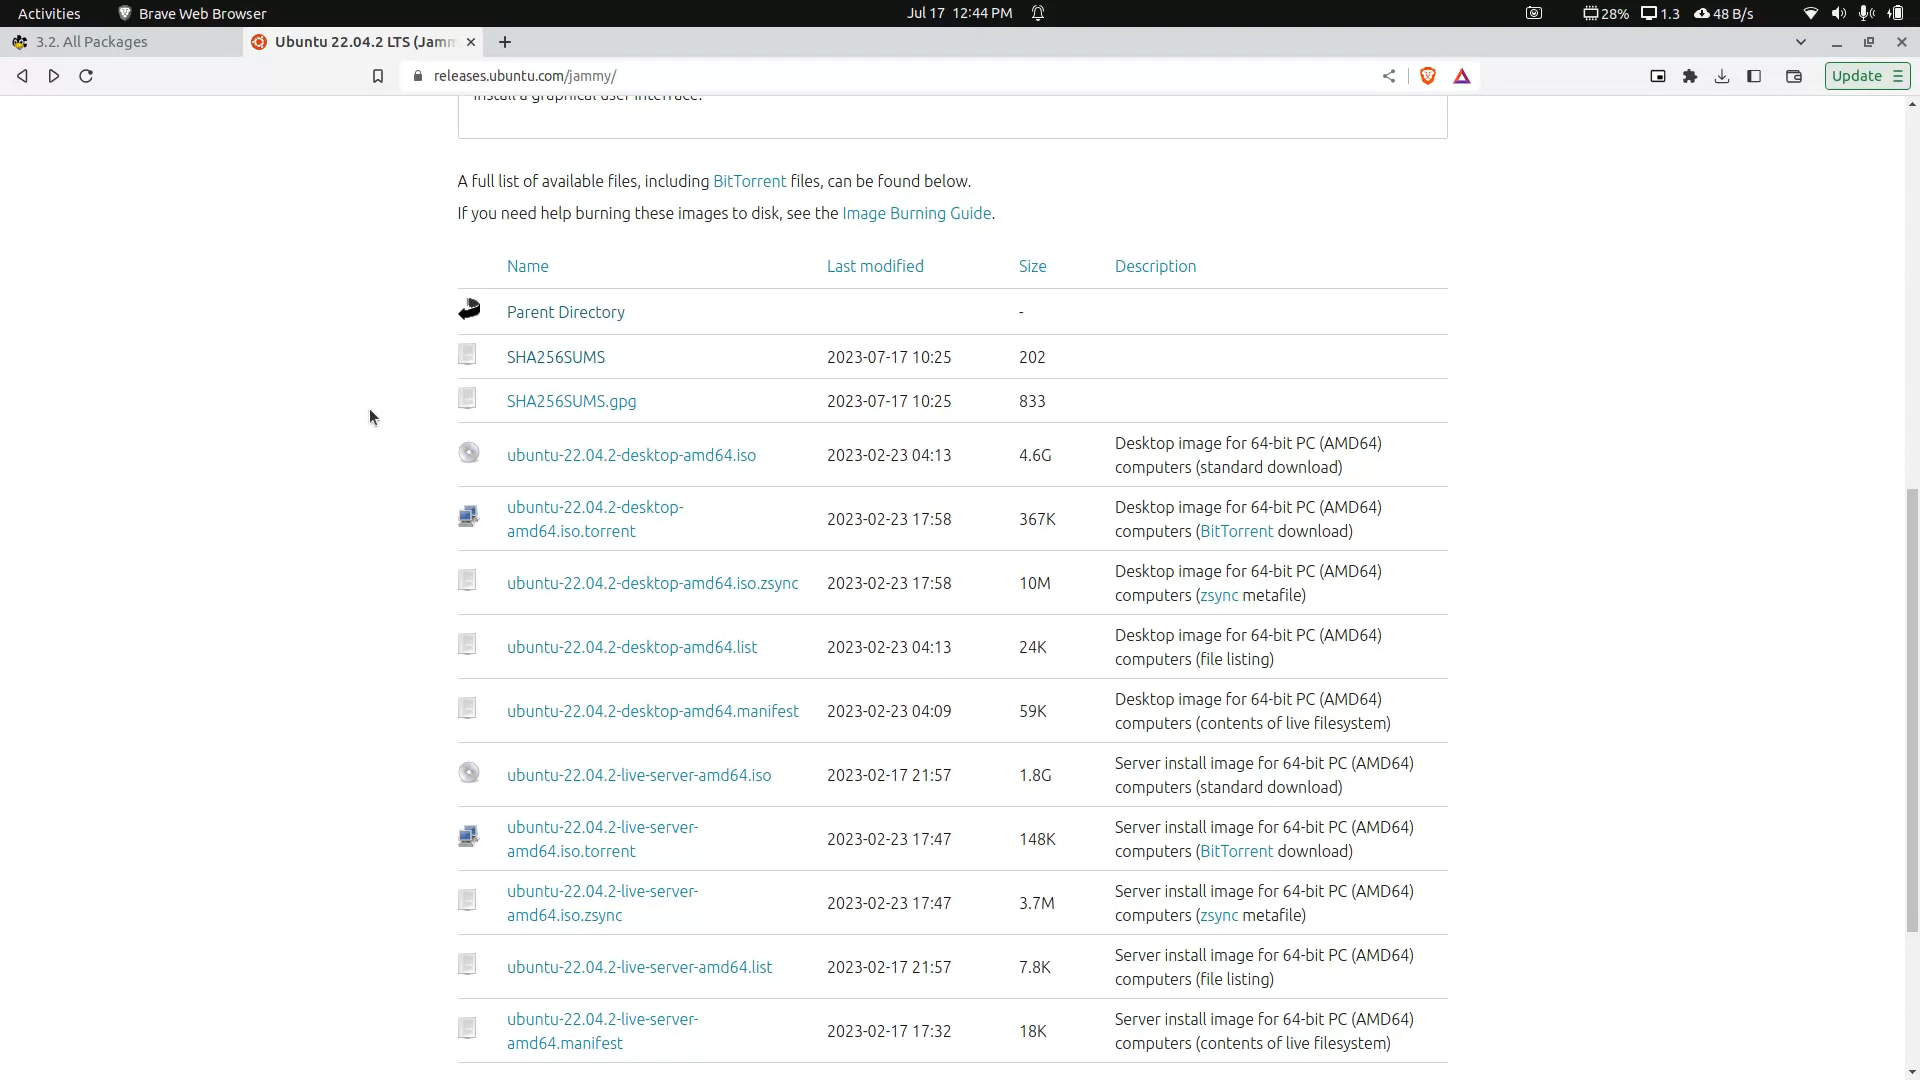 Activities
Brave Web Browser
Jul 17 12:44 PM
28%
1.3
48 B/s
3.2. All Packages
Ubuntu 22.04.2 LTS (Jamm
releases.ubuntu.com/jammy/
Update
install a graphical user interface.
A full list of available files, including BitTorrent files, can be found below.
If you need help burning these images to disk, see the Image Burning Guide.
Name Last modified Size Description
Parent Directory -
SHA256SUMS 2023-07-17 10:25 202
SHA256SUMS.gpg 2023-07-17 10:25 833
ubuntu-22.04.2-desktop-amd64.iso 2023-02-23 04:13 4.6G
Desktop image for 64-bit PC (AMD64)
computers (standard download)
ubuntu-22.04.2-desktop-
amd64.iso.torrent
2023-02-23 17:58 367K
Desktop image for 64-bit PC (AMD64)
computers (BitTorrent download)
ubuntu-22.04.2-desktop-amd64.iso.zsync 2023-02-23 17:58 10M
Desktop image for 64-bit PC (AMD64)
computers (zsync metafile)
ubuntu-22.04.2-desktop-amd64.list 2023-02-23 04:13 24K
Desktop image for 64-bit PC (AMD64)
computers (file listing)
ubuntu-22.04.2-desktop-amd64.manifest 2023-02-23 04:09 59K
Desktop image for 64-bit PC (AMD64)
computers (contents of live filesystem)
ubuntu-22.04.2-live-server-amd64.iso 2023-02-17 21:57 1.8G
Server install image for 64-bit PC (AMD64)
computers (standard download)
ubuntu-22.04.2-live-server-
amd64.iso.torrent
2023-02-23 17:47 148K
Server install image for 64-bit PC (AMD64)
computers (BitTorrent download)
ubuntu-22.04.2-live-server-
amd64.iso.zsync
2023-02-23 17:47 3.7M
Server install image for 64-bit PC (AMD64)
computers (zsync metafile)
ubuntu-22.04.2-live-server-amd64.list 2023-02-17 21:57 7.8K
Server install image for 64-bit PC (AMD64)
computers (file listing)
ubuntu-22.04.2-live-server-
amd64.manifest
2023-02-17 17:32 18K
Server install image for 64-bit PC (AMD64)
computers (contents of live filesystem)